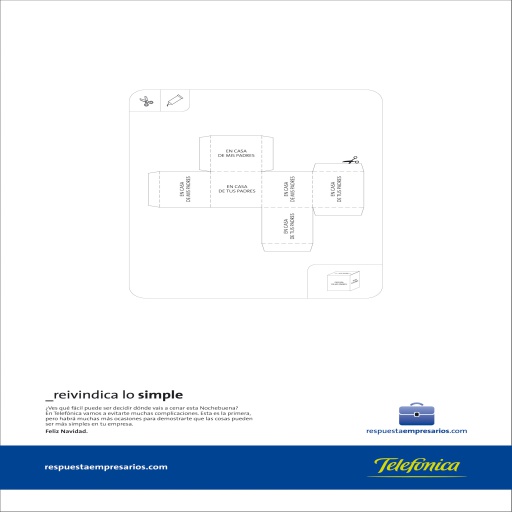 EN CASA
DE MIS PADRES
EN CASA
DE MIS PADRES
EN CASA
DE TUS PADRES
EN CASA
DE MIS PADRES
EN CASA
DE TUS PADRES
EN CASA
DE TUS PADRES
_reivindica lo simple
¿Ves qué fácil puede ser decidir dónde vais a cenar esta Nochebuena?
En Telefónica vamos a evitarte muchas complicaciones. Esta es la primera,
pero habrá muchas más ocasiones para demostrarte que las cosas pueden
ser más simples en tu empresa.
Feliz Navidad.
respuestaempresarios.com
respuestaempresarios.com
Telefónica